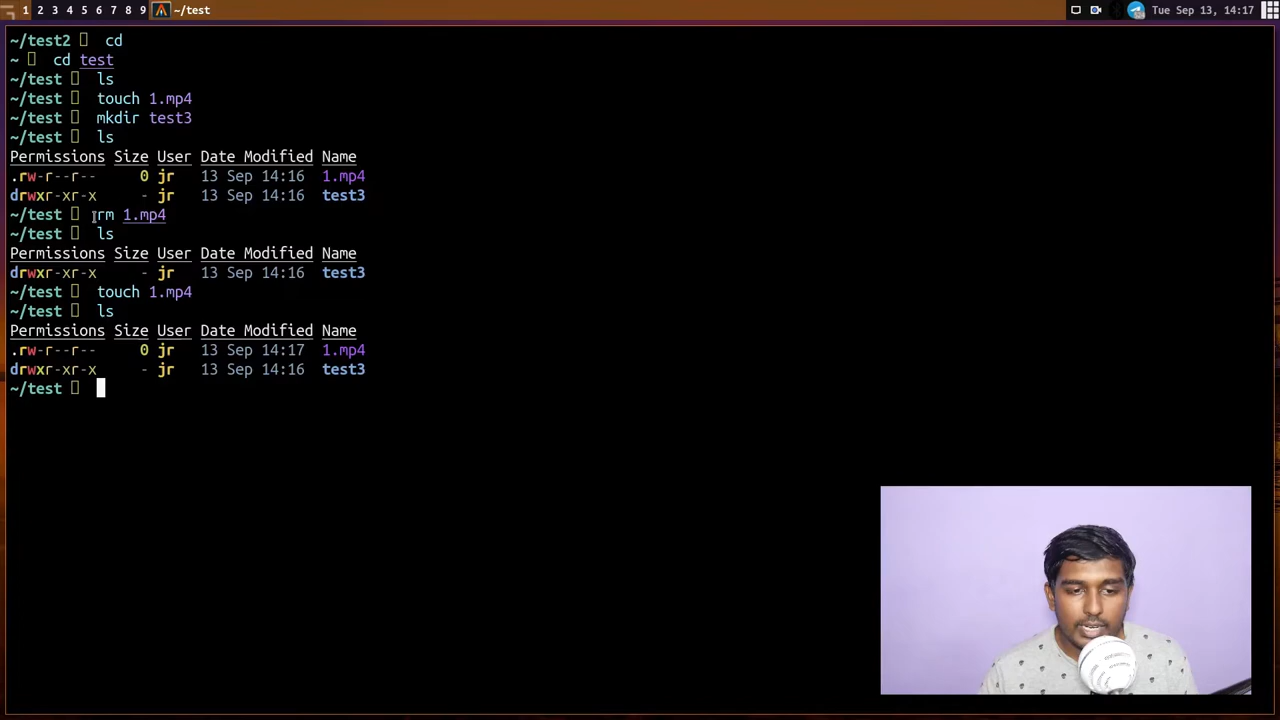 1 2 3 4 5 6 7 8 9 ~/test Tue Sep 13, 14:17
~/test2 cd
~ cd test
~/test ls
~/test touch 1.mp4
~/test mkdir test3
~/test ls
Permissions Size User Date Modified Name
.rw-r--r-- 0 jr 13 Sep 14:16 1.mp4
drwxr-xr-x - jr 13 Sep 14:16 test3
~/test rm 1.mp4
~/test ls
Permissions Size User Date Modified Name
drwxr-xr-x - jr 13 Sep 14:16 test3
~/test touch 1.mp4
~/test ls
Permissions Size User Date Modified Name
.rw-r--r-- 0 jr 13 Sep 14:17 1.mp4
drwxr-xr-x - jr 13 Sep 14:16 test3
~/test